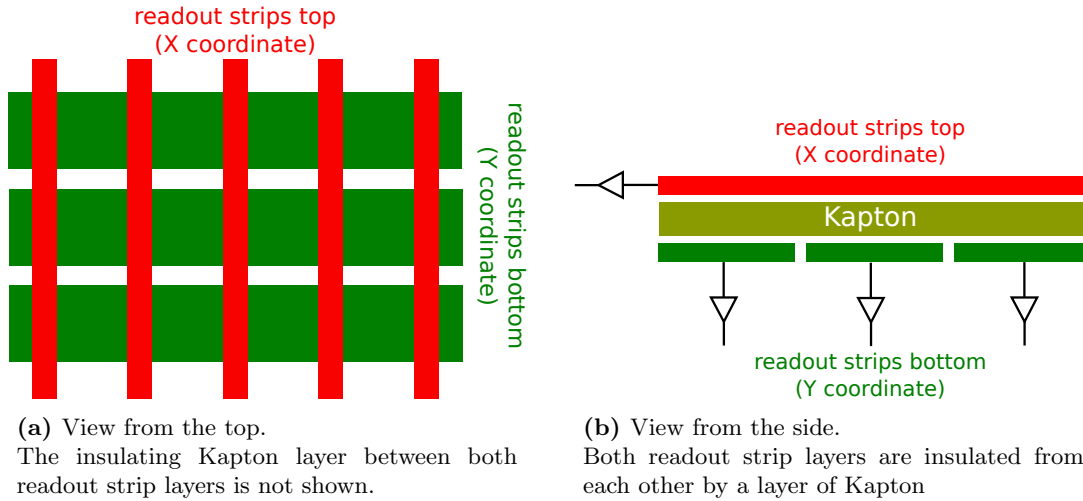 readout strips top
(X coordinate)
readout strips bottom
(Y coordinate)
(a) View from the top.
The insulating Kapton layer between both
readout strip layers is not shown.
readout strips top
(X coordinate)
Kapton
readout strips bottom
(Y coordinate)
(b) View from the side.
Both readout strip layers are insulated from
each other by a layer of Kapton